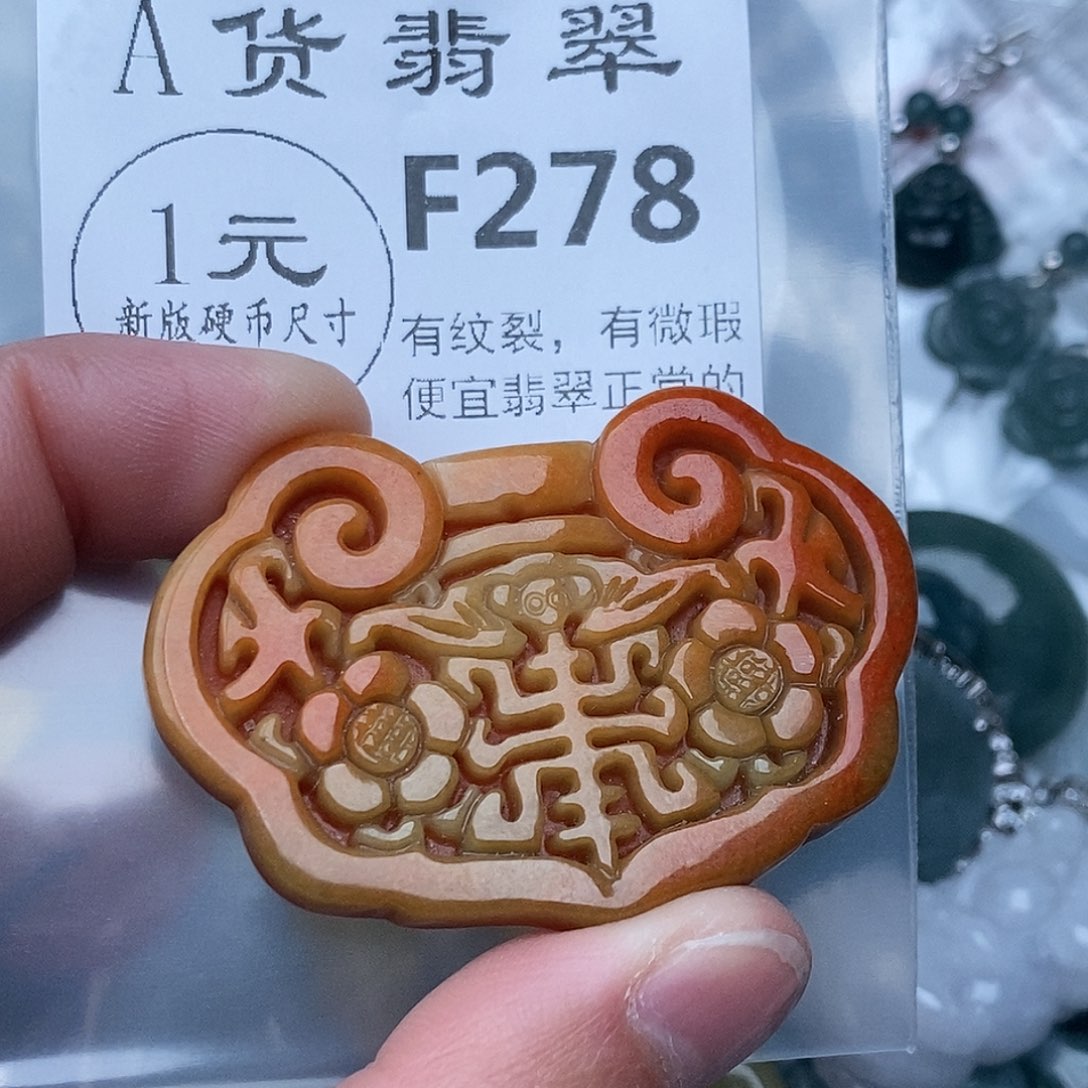 A 货 翡 翠
F278
1元
新版硬币尺寸
有纹裂，有微瑕
便宜翡翠正常的